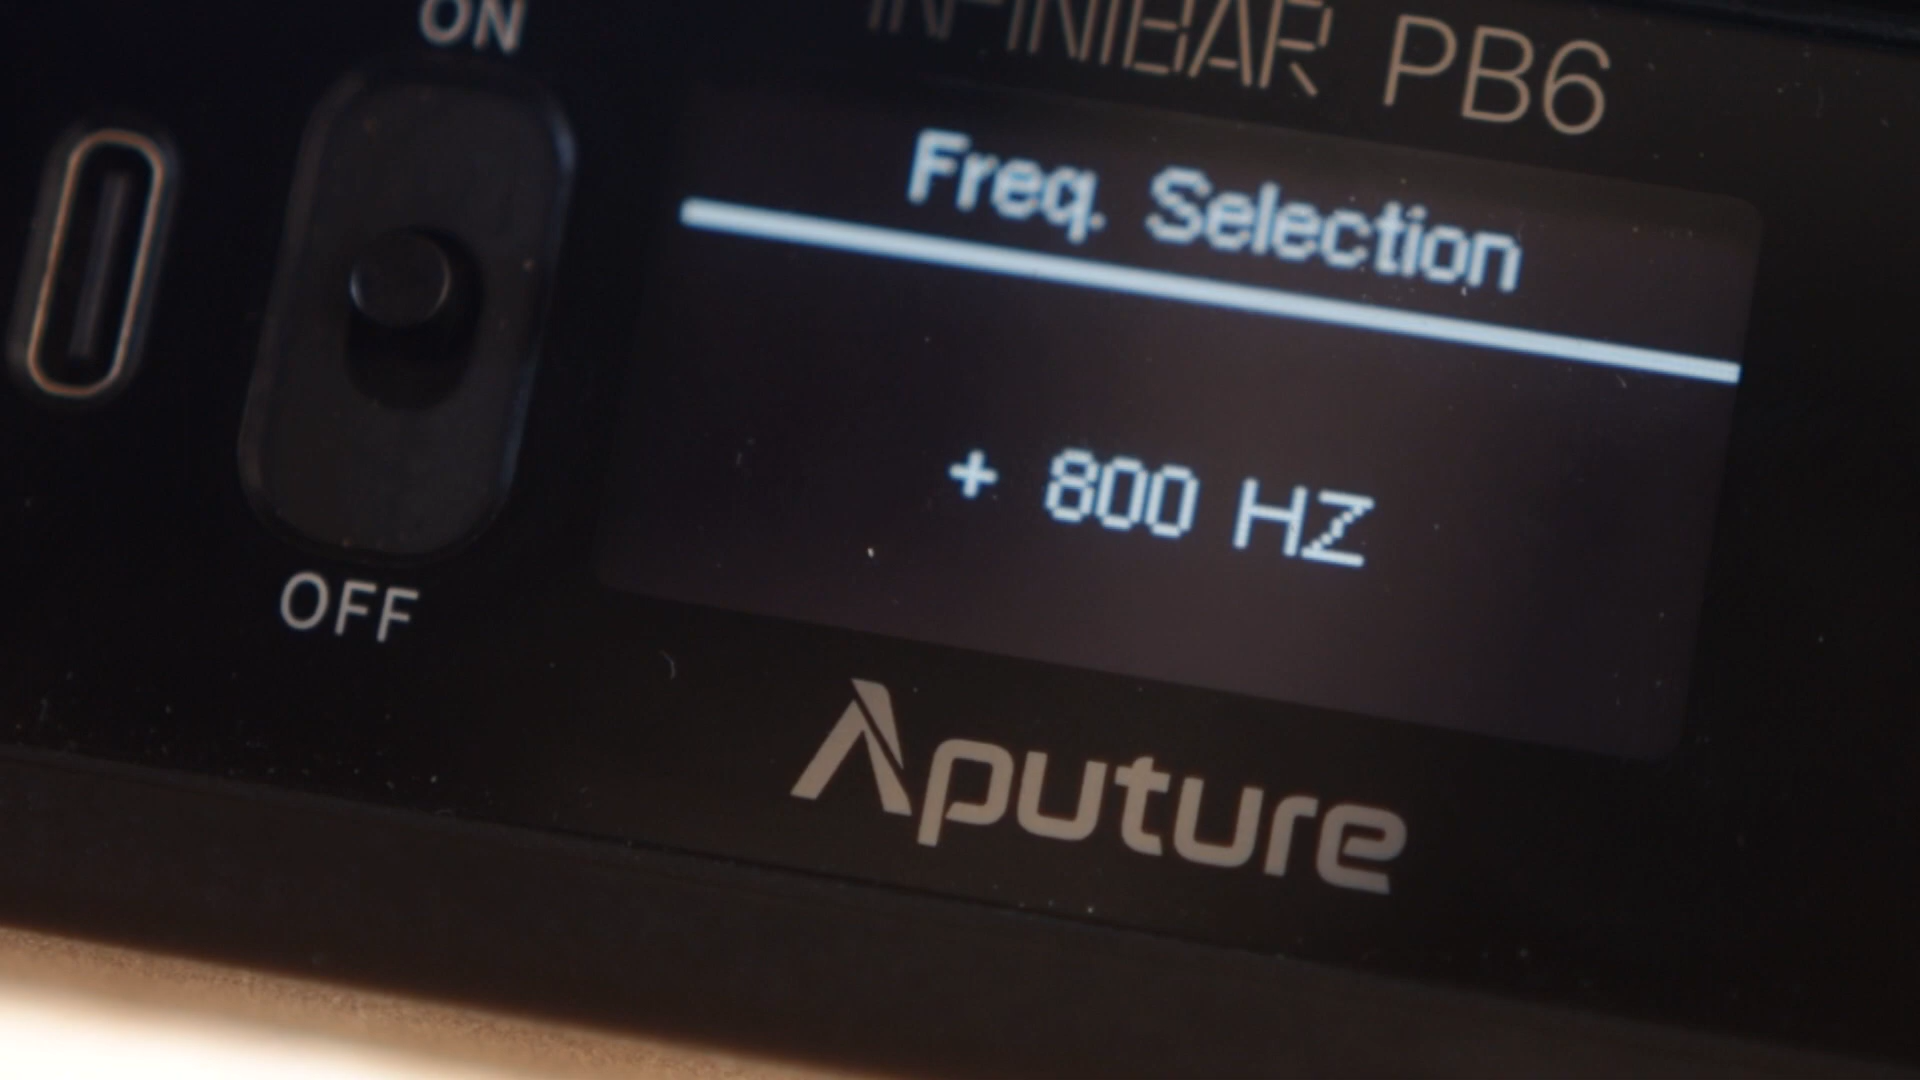 ON
INFINIBAR PB6
Freq. Selection
+ 800 HZ
OFF
Aputure